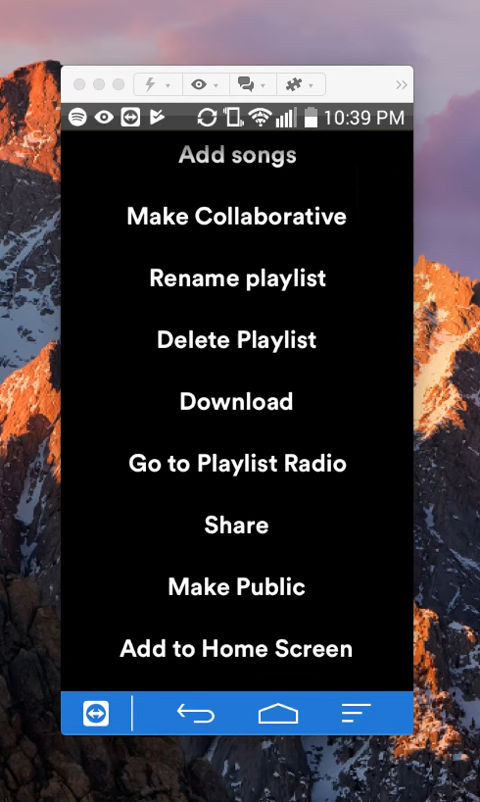 10:39 PM
Add songs
Make Collaborative
Rename playlist
Delete Playlist
Download
Go to Playlist Radio
Share
Make Public
Add to Home Screen